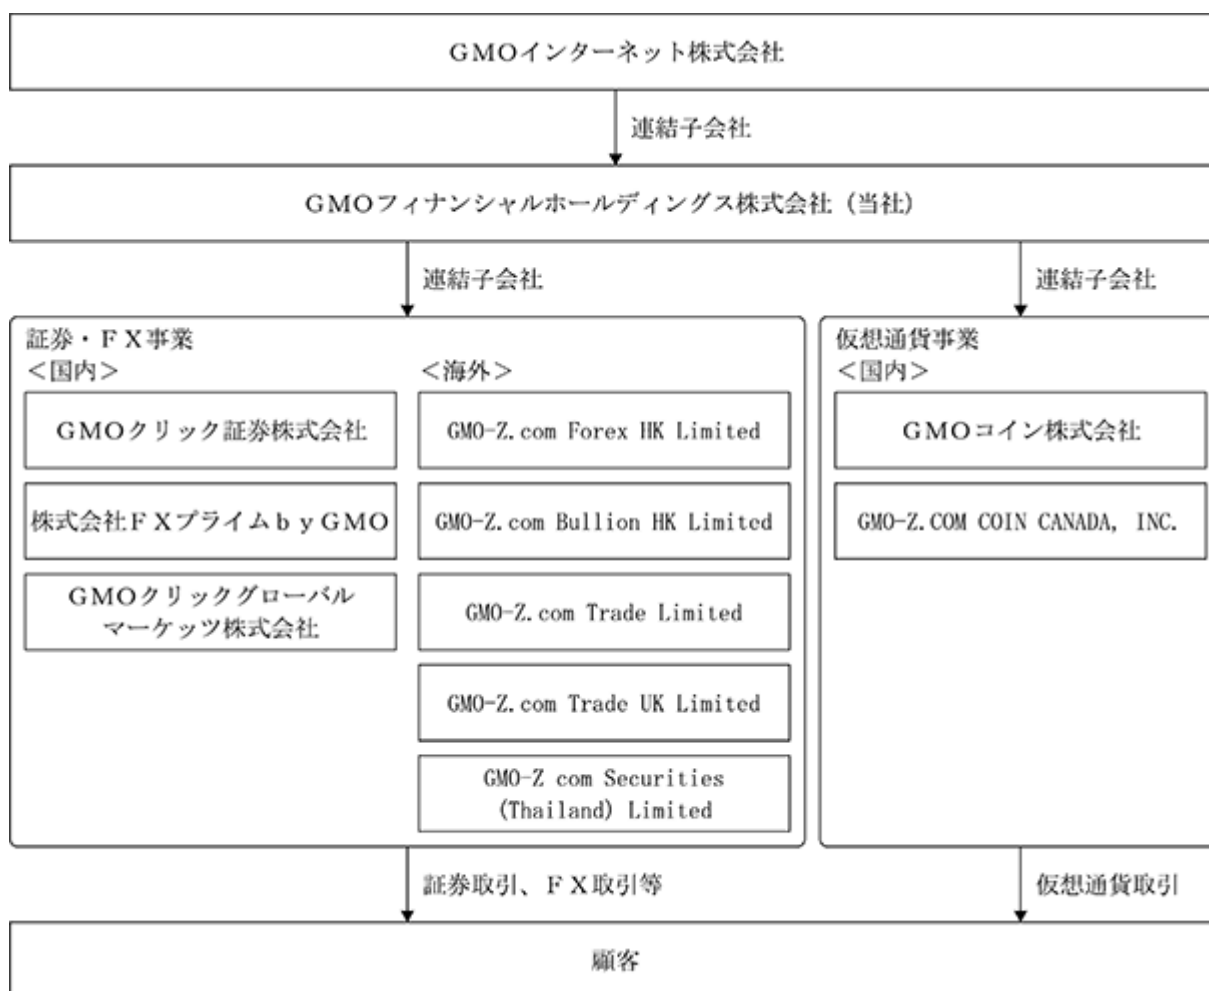 ＧＭＯインターネット株式会社
連結子会社
ＧＭＯフィナンシャルホールディングス株式会社（当社）
連結子会社
連結子会社
証券・ＦＸ事業
＜国内＞
ＧＭＯクリック証券株式会社
株式会社ＦＸプライムｂｙＧＭＯ
ＧＭＯクリックグローバル
マーケッツ株式会社
＜海外＞
GMO-Z.com Forex HK Limited
GMO-Z.com Bullion HK Limited
GMO-Z.com Trade Limited
GMO-Z.com Trade UK Limited
GMO-Z com Securities
(Thailand) Limited
仮想通貨事業
＜国内＞
ＧＭＯコイン株式会社
GMO-Z.COM COIN CANADA, INC.
証券取引、ＦＸ取引等
仮想通貨取引
顧客